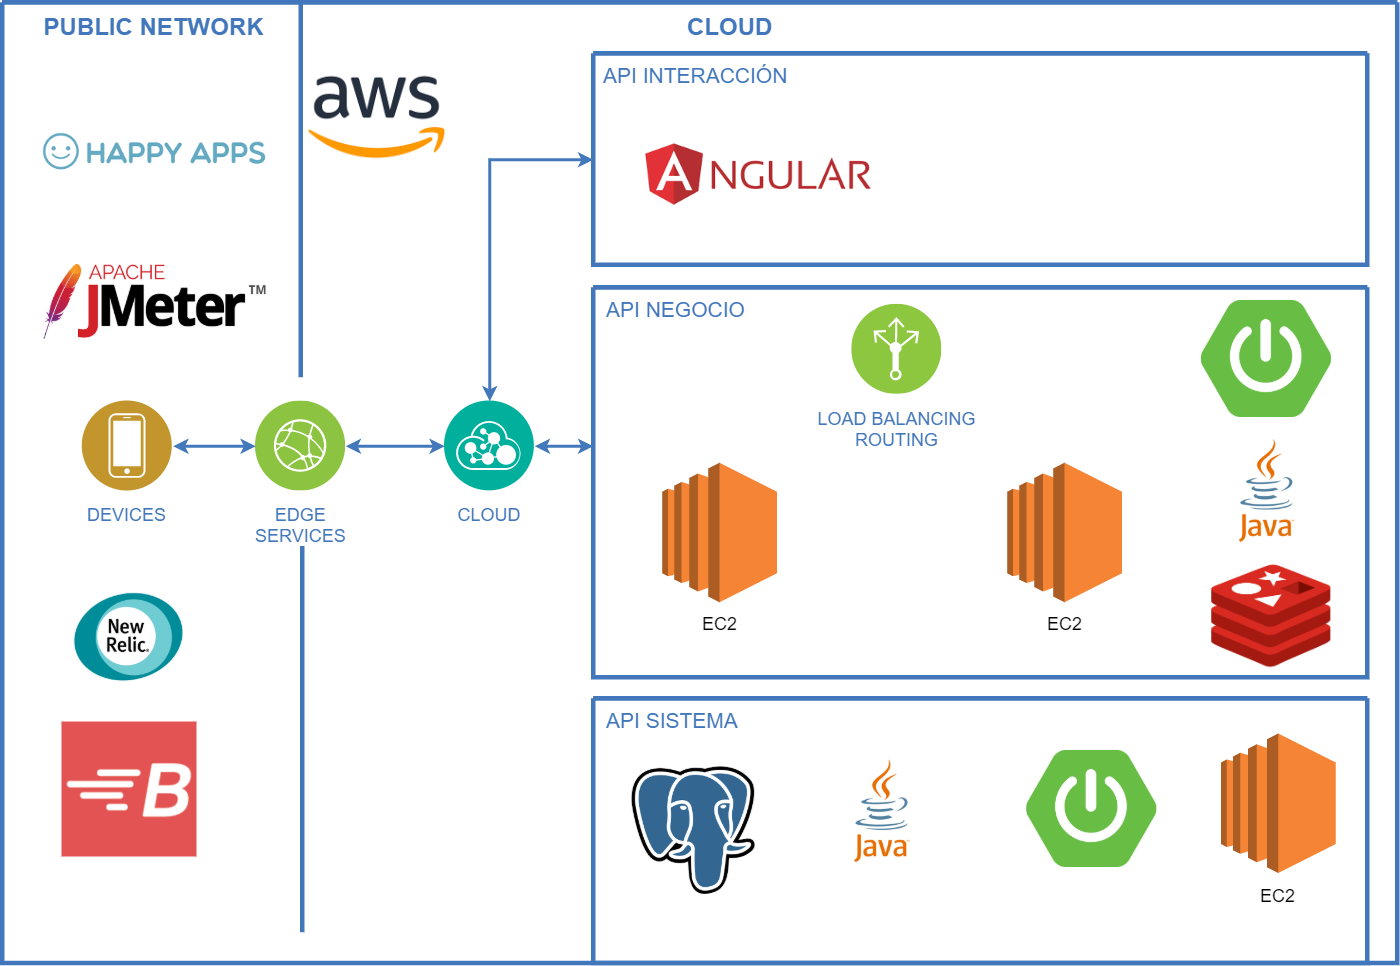 PUBLIC NETWORK
CLOUD
aws
API INTERACCIÓN
HAPPY APPS
ANGULAR
APACHE
JMeter™
API NEGOCIO
LOAD BALANCING
ROUTING
DEVICES
EDGE
SERVICES
CLOUD
Java
EC2
EC2
New
Relic.
API SISTEMA
B
Java
EC2